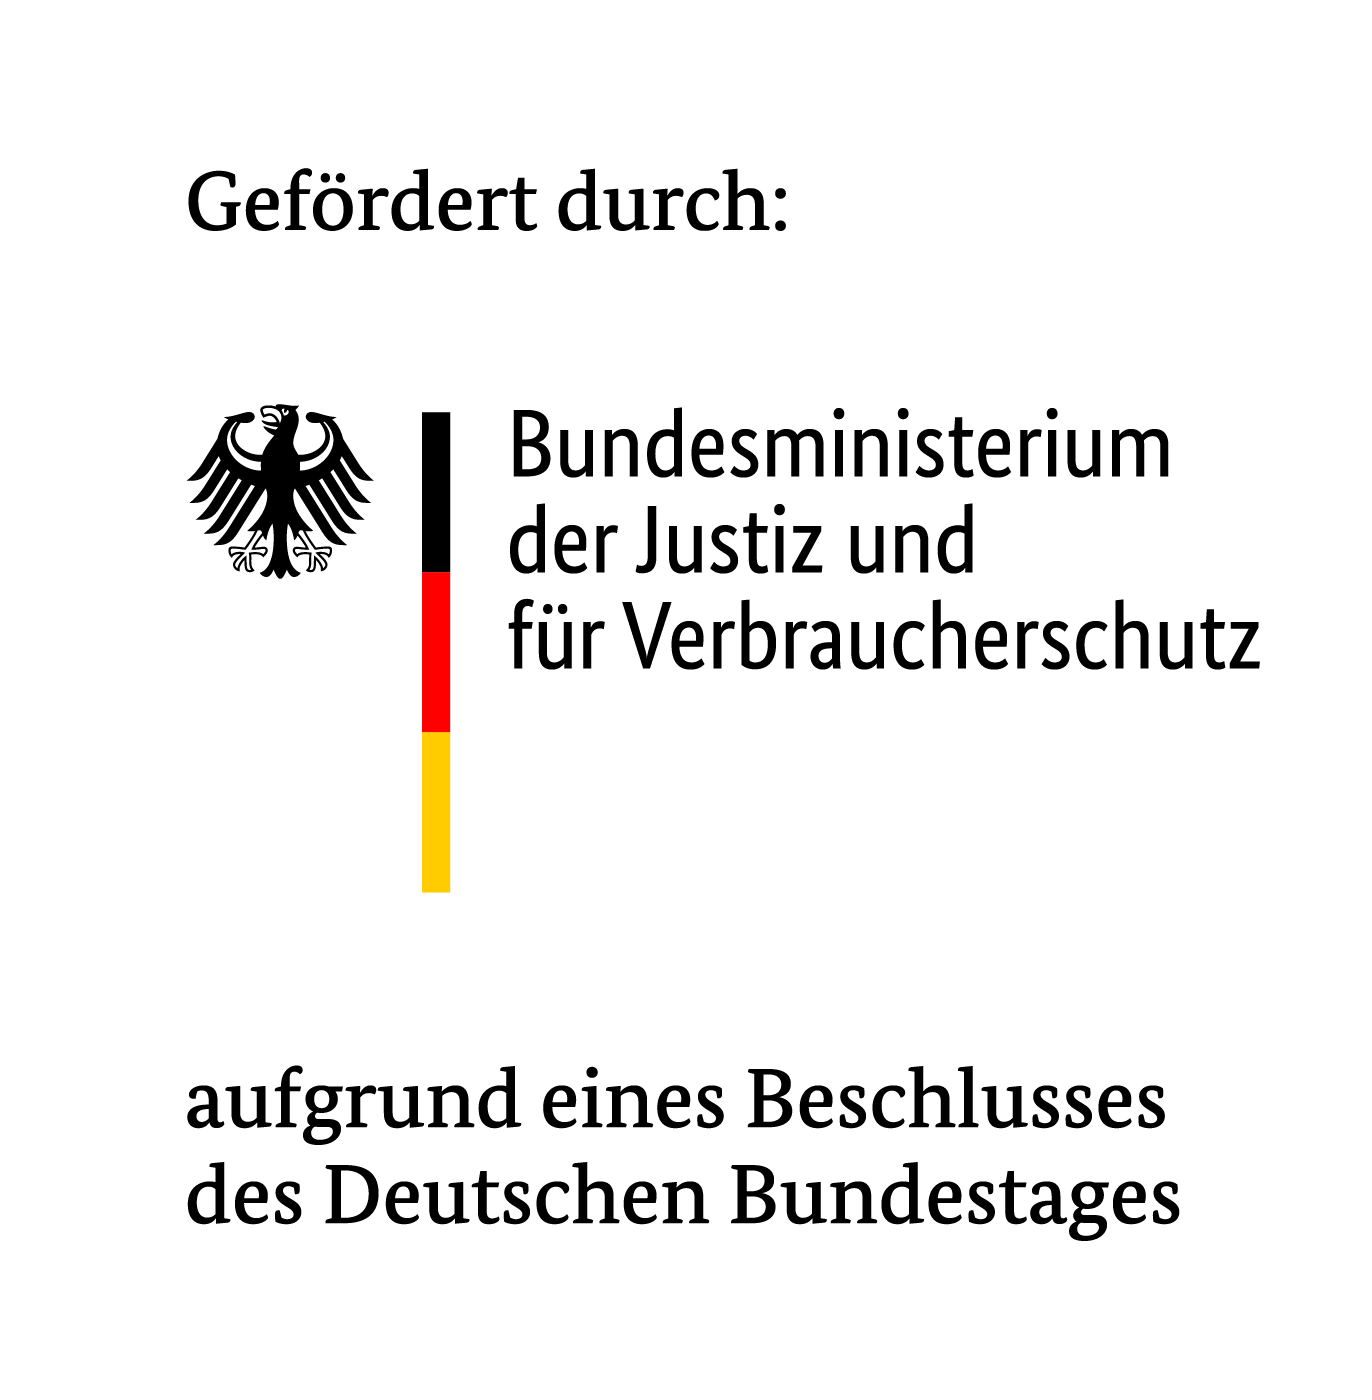 Gefördert durch:
Bundesministerium
der Justiz und
für Verbraucherschutz
aufgrund eines Beschlusses
des Deutschen Bundestages